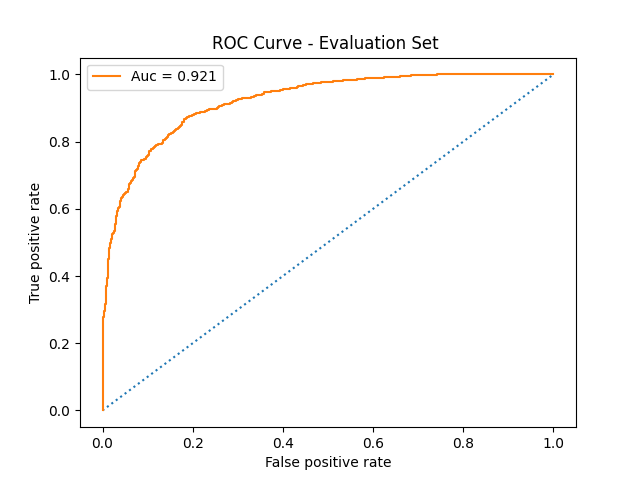 ROC Curve - Evaluation Set
Auc = 0.921
True positive rate
1.0
0.8
0.6
0.4
0.2
0.0
0.0 0.2 0.4 0.6 0.8 1.0
False positive rate